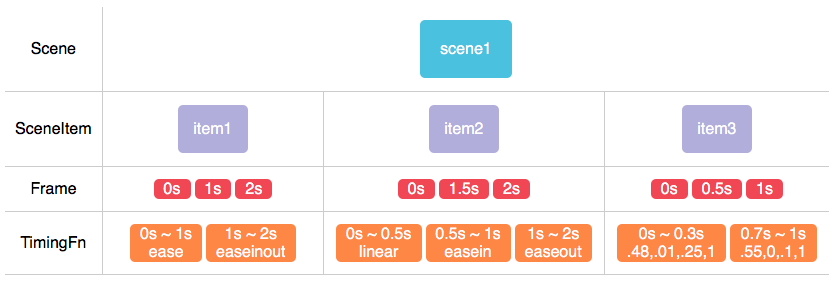 Scene
scene1
SceneItem
item1
item2
item3
Frame
0s 1s 2s
0s 1.5s 2s
0s 0.5s 1s
TimingFn
0s ~ 1s
ease
1s ~ 2s
easeinout
0s ~ 0.5s
linear
0.5s ~ 1s
easein
1s ~ 2s
easeout
0s ~ 0.3s
.48,.01,.25,1
0.7s ~ 1s
.55,0,.1,1